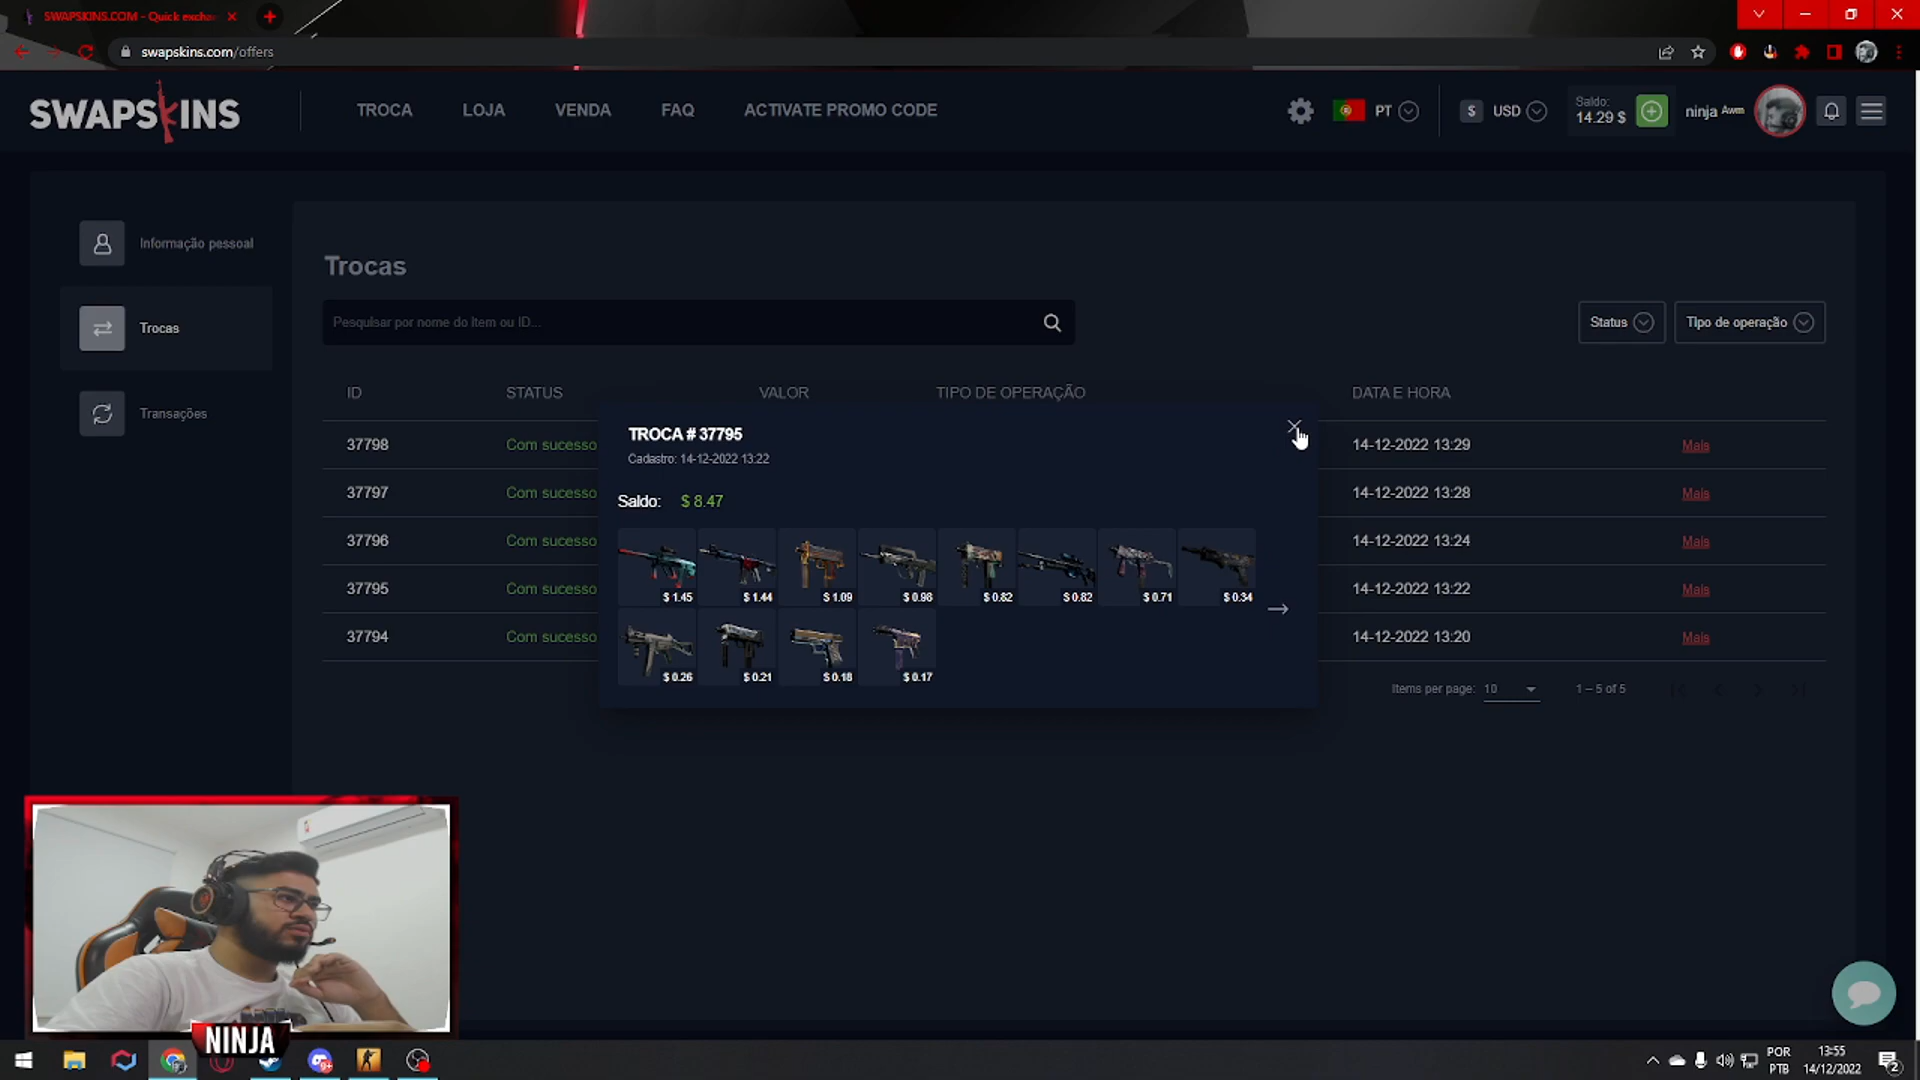 SWAPSKINS.COM - Quick exchan
swapskins.com/offers
SWAPSKINS
TROCA
LOJA
VENDA
FAQ
ACTIVATE PROMO CODE
PT
$
USD
Saldo:
14.29 $
ninja Awm
Informação pessoal
Trocas
Transações
Trocas
Pesquisar por nome do Item ou ID...
Status
Tipo de operação
ID STATUS VALOR TIPO DE OPERAÇÃO DATA E HORA
37798 Com sucesso 14-12-2022 13:29 Mais
37797 Com sucesso 14-12-2022 13:28 Mais
37796 Com sucesso 14-12-2022 13:24 Mais
37795 Com sucesso 14-12-2022 13:22 Mais
37794 Com sucesso 14-12-2022 13:20 Mais
TROCA # 37795
Cadastro: 14-12-2022 13:22
Saldo: $ 8.47
$ 1.45 $ 1.44 $ 1.09 $ 0.98 $ 0.82 $ 0.82 $ 0.71 $ 0.34
$ 0.26 $ 0.21 $ 0.18 $ 0.17
Items per page: 10 1 – 5 of 5
NINJA
9+
POR
PTB
13:55
14/12/2022
2